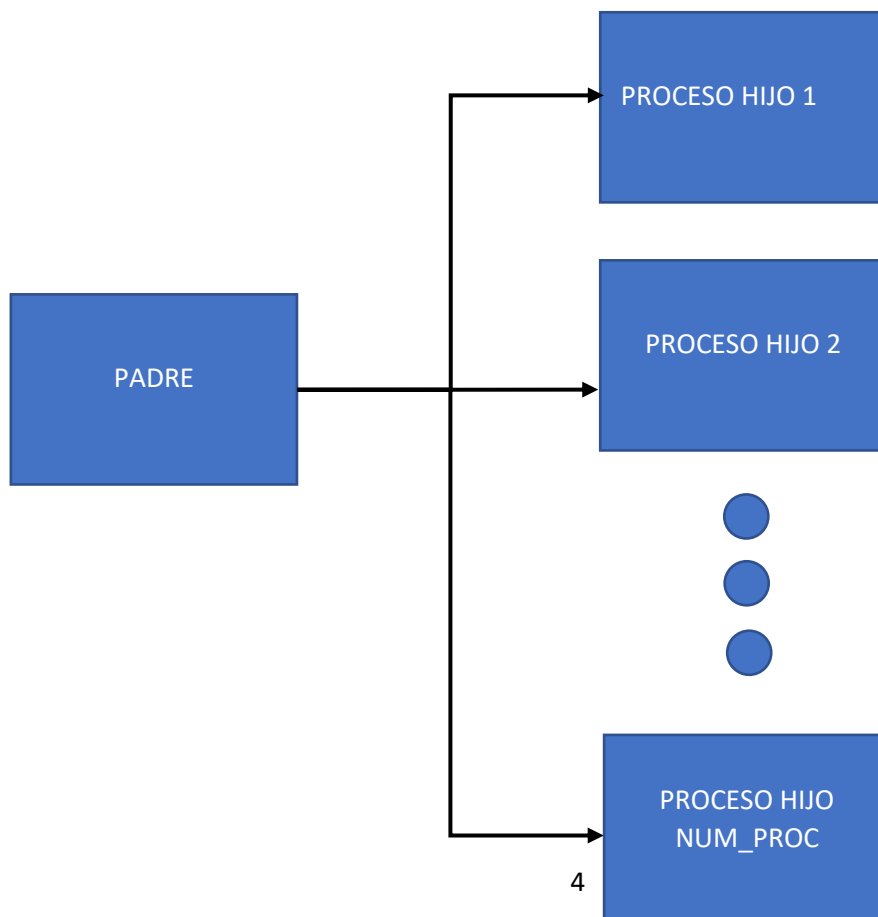 PROCESO HIJO 1
PROCESO HIJO 2
PADRE
PROCESO HIJO
NUM_PROC
4